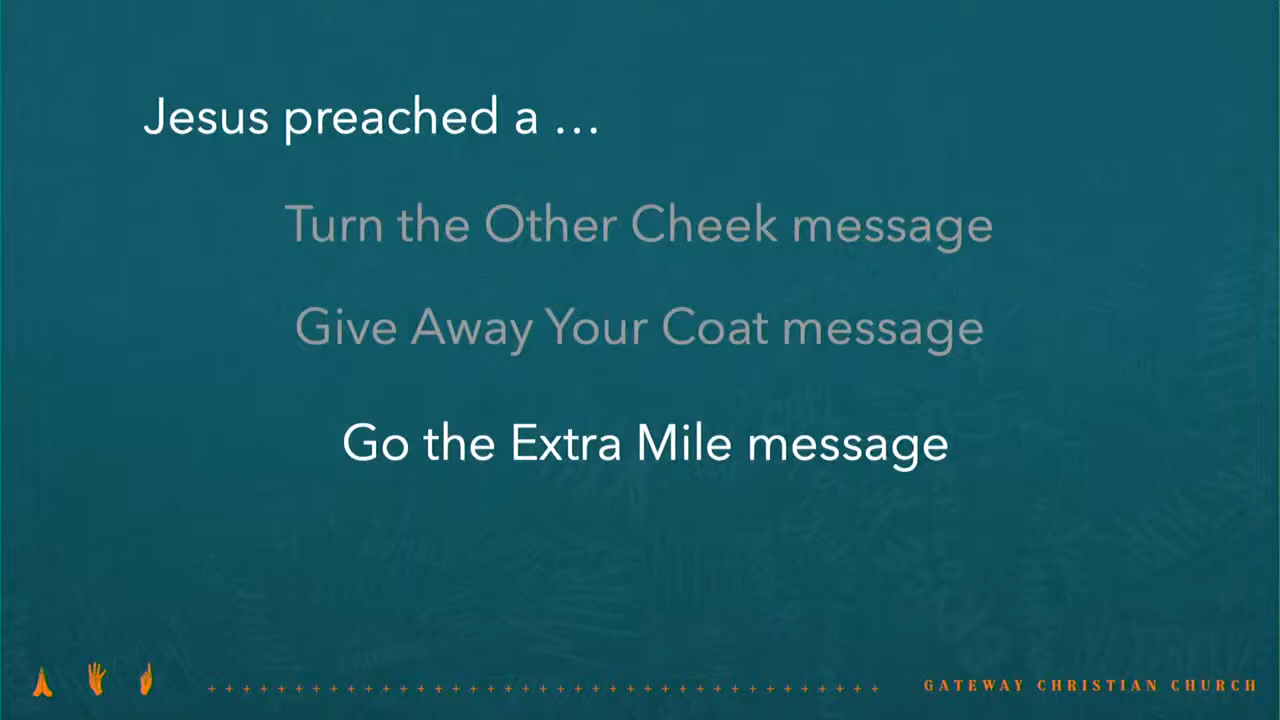 Jesus preached a …
Turn the Other Cheek message
Give Away Your Coat message
Go the Extra Mile message
GATEWAY CHRISTIAN CHURCH